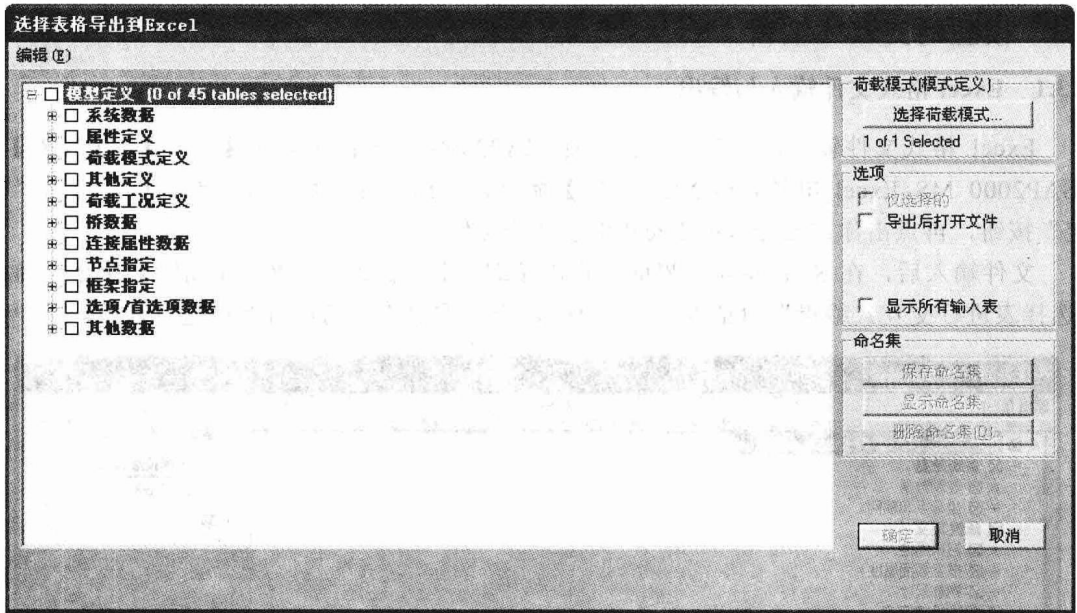 选择表格导出到Excel
编辑(E)
模型定义 (0 of 45 tables selected)
系统数据
属性定义
荷载模式定义
其他定义
荷载工况定义
桥数据
连接属性数据
节点指定
框架指定
选项/首选项数据
其他数据
荷载模式(模式定义)
选择荷载模式...
1 of 1 Selected
选项
仅选择的
导出后打开文件
显示所有输入表
命名集
保存命名集
显示命名集
删除命名集(D)
确定
取消